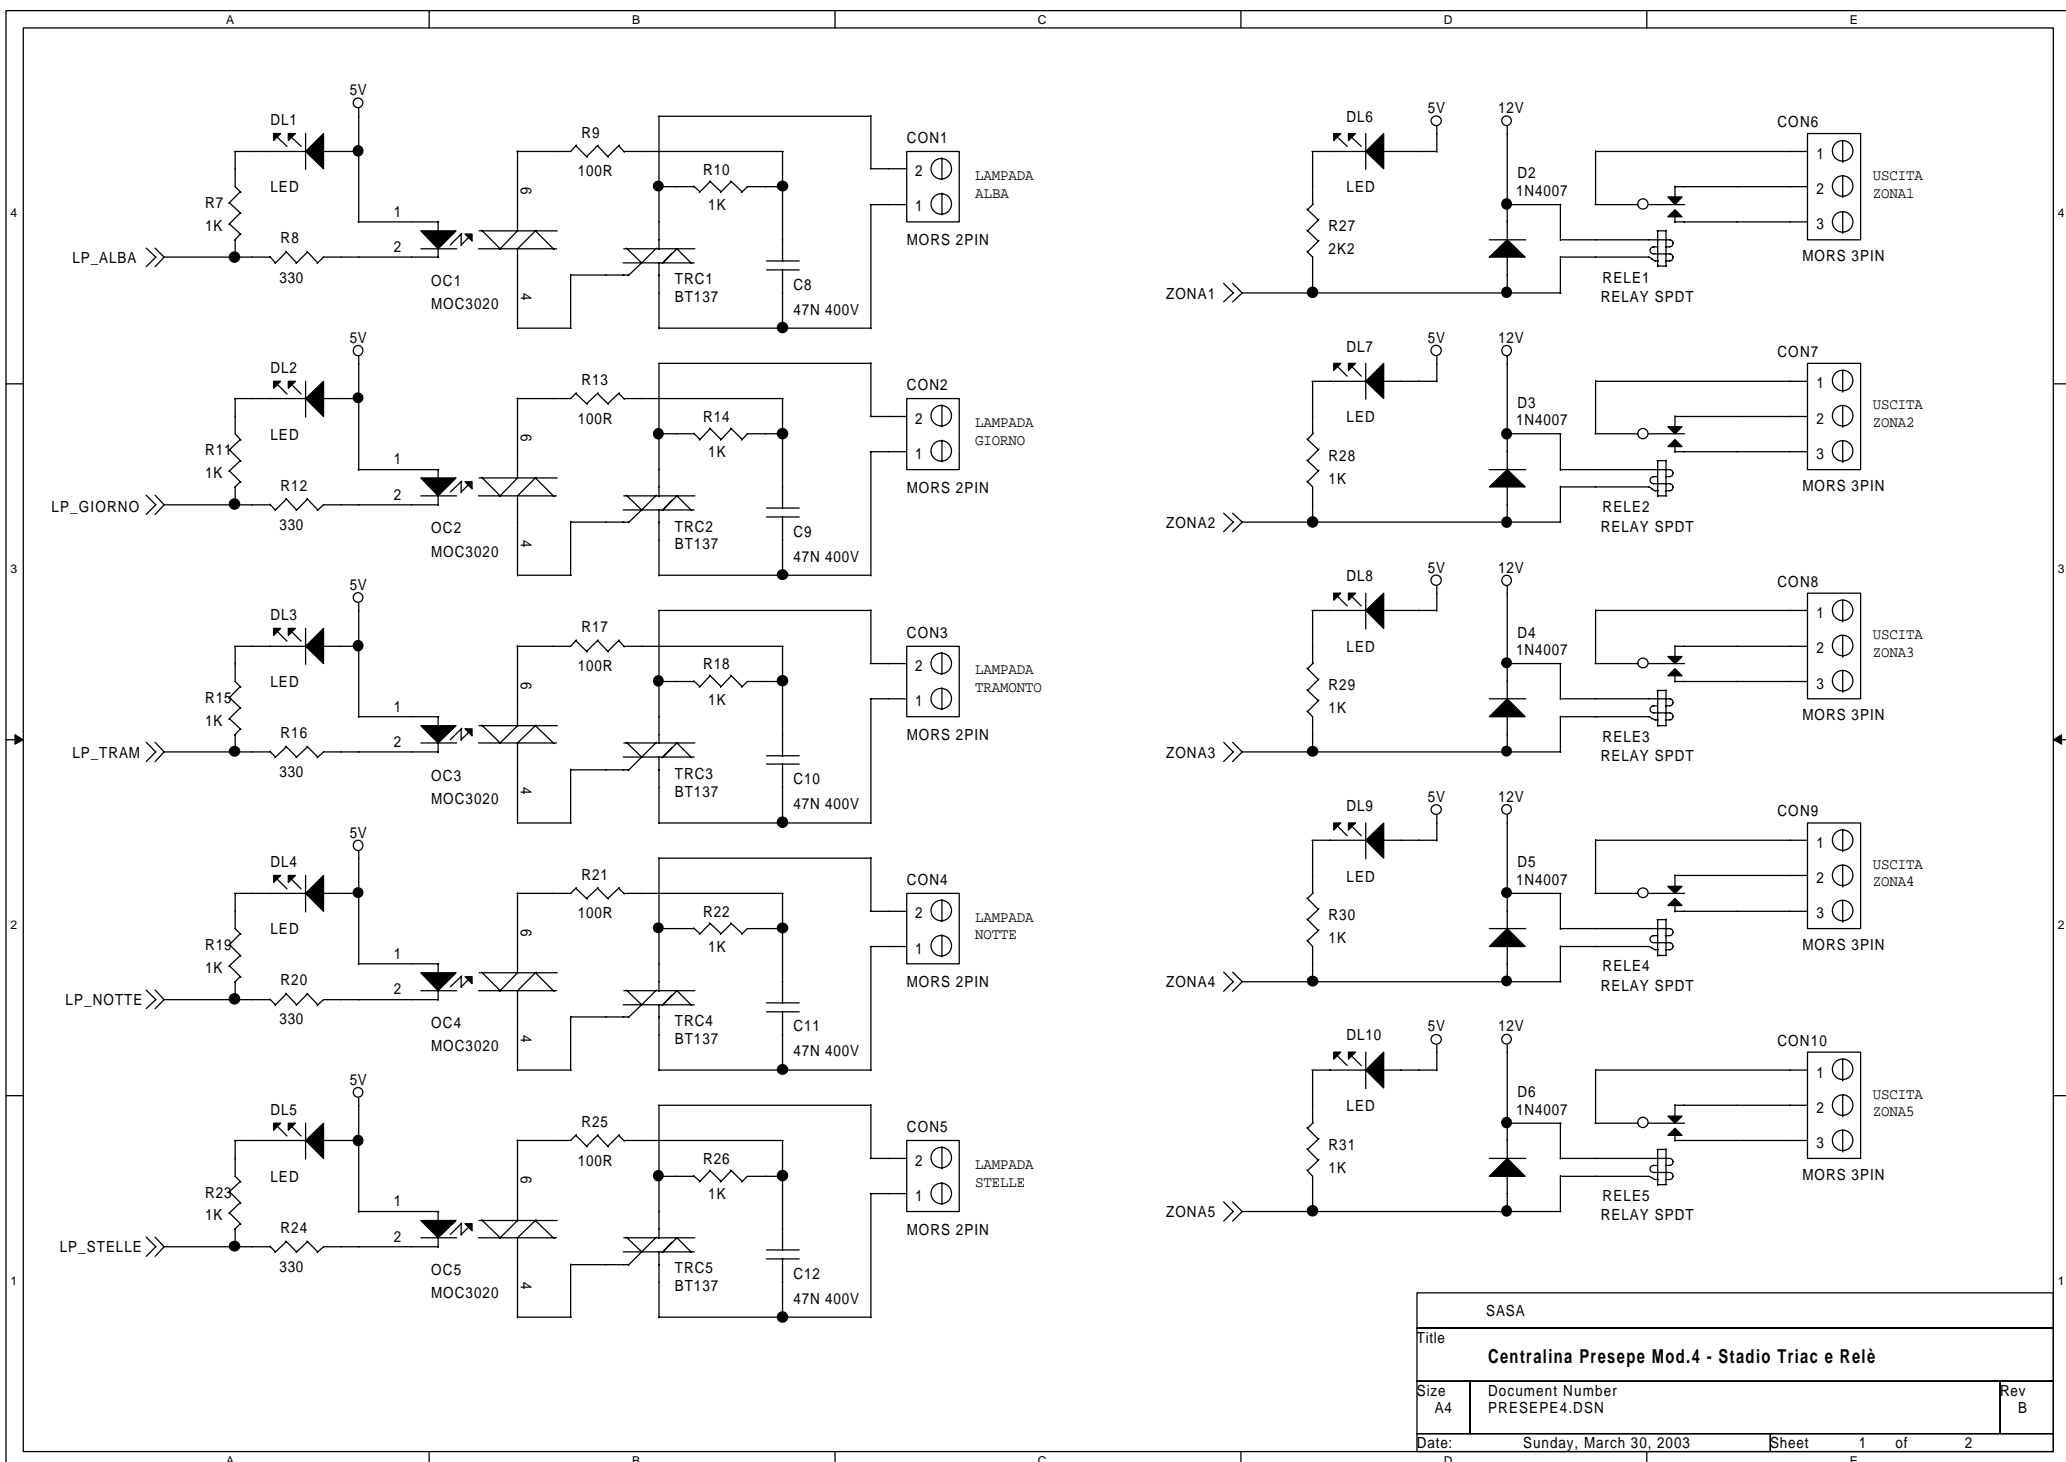 A B C D E
4
5V
DL1
LED
R7
1K
R8
330
LP_ALBA
1
2
OC1
MOC3020
6
4
R9
100R
R10
1K
TRC1
BT137
C8
47N 400V
CON1
2
1
MORS 2PIN
LAMPADA
ALBA
5V
DL2
LED
R11
1K
R12
330
LP_GIORNO
1
2
OC2
MOC3020
6
4
R13
100R
R14
1K
TRC2
BT137
C9
47N 400V
CON2
2
1
MORS 2PIN
LAMPADA
GIORNO
3
5V
DL3
LED
R15
1K
R16
330
LP_TRAM
1
2
OC3
MOC3020
6
4
R17
100R
R18
1K
TRC3
BT137
C10
47N 400V
CON3
2
1
MORS 2PIN
LAMPADA
TRAMONTO
2
5V
DL4
LED
R19
1K
R20
330
LP_NOTTE
1
2
OC4
MOC3020
6
4
R21
100R
R22
1K
TRC4
BT137
C11
47N 400V
CON4
2
1
MORS 2PIN
LAMPADA
NOTTE
1
5V
DL5
LED
R23
1K
R24
330
LP_STELLE
1
2
OC5
MOC3020
6
4
R25
100R
R26
1K
TRC5
BT137
C12
47N 400V
CON5
2
1
MORS 2PIN
LAMPADA
STELLE
5V
12V
DL6
LED
R27
2K2
ZONA1
D2
1N4007
RELE1
RELAY SPDT
CON6
1
2
3
MORS 3PIN
USCITA
ZONA1
4
5V
12V
DL7
LED
R28
1K
ZONA2
D3
1N4007
RELE2
RELAY SPDT
CON7
1
2
3
MORS 3PIN
USCITA
ZONA2
3
5V
12V
DL8
LED
R29
1K
ZONA3
D4
1N4007
RELE3
RELAY SPDT
CON8
1
2
3
MORS 3PIN
USCITA
ZONA3
5V
12V
DL9
LED
R30
1K
ZONA4
D5
1N4007
RELE4
RELAY SPDT
CON9
1
2
3
MORS 3PIN
USCITA
ZONA4
2
5V
12V
DL10
LED
R31
1K
ZONA5
D6
1N4007
RELE5
RELAY SPDT
CON10
1
2
3
MORS 3PIN
USCITA
ZONA5
1
SASA
Title
Centralina Presepe Mod.4 - Stadio Triac e Relè
Size Document Number Rev
A4 PRESEPE4.DSN B
Date: Sunday, March 30, 2003 Sheet 1 of 2
A B C D E